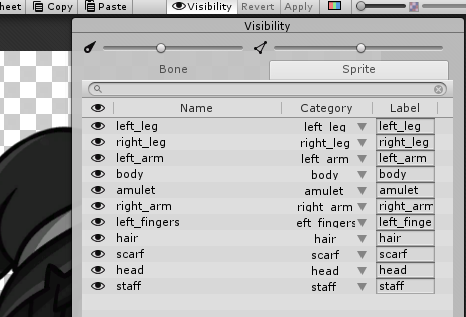 heet Copy Paste Visibility Revert Apply
Visibility
Bone Sprite
Name Category Label
left_leg left_leg left_leg
right_leg right_leg right_leg
left_arm left_arm left_arm
body body body
amulet amulet amulet
right_arm right_arm right_arm
left_fingers eft_fingers left_finge
hair hair hair
scarf scarf scarf
head head head
staff staff staff